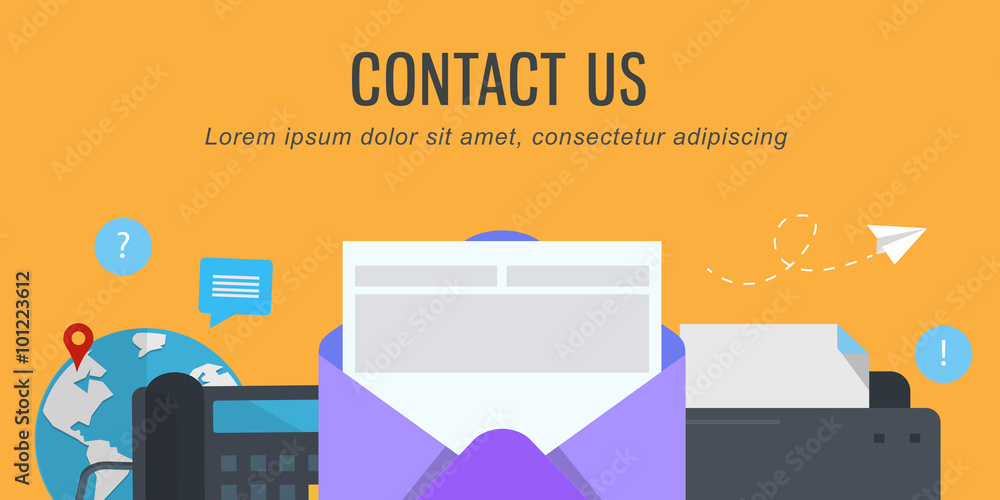 CONTACT US
Lorem ipsum dolor sit amet, consectetur adipiscing
?
!
Adobe Stock | #101223612